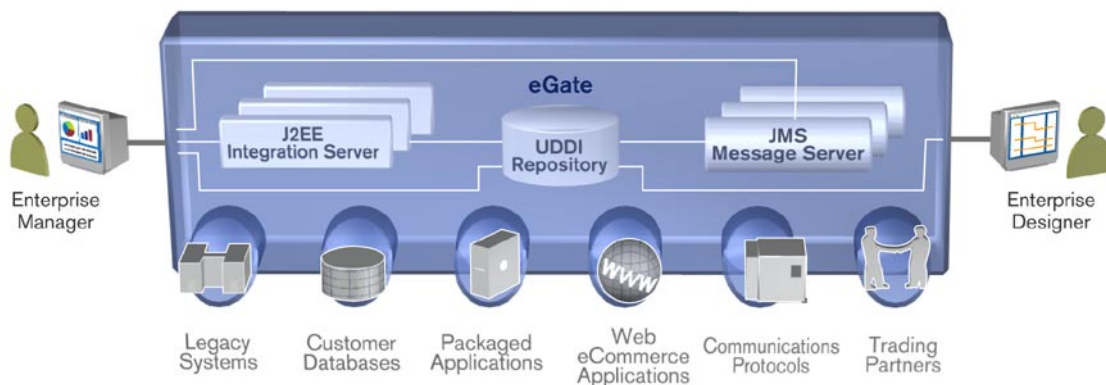 eGate
J2EE
Integration Server
UDDI
Repository
JMS
Message Server
Enterprise
Manager
Enterprise
Designer
WWW
Legacy
Systems
Customer
Databases
Packaged
Applications
Web
eCommerce
Applications
Communications
Protocols
Trading
Partners